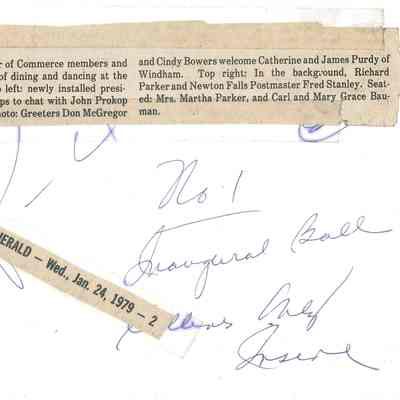 r of Commerce members and
of dining and dancing at the
left: newly installed presi-
ps to chat with John Prokop
hoto: Greeters Don McGregor
and Cindy Bowers welcome Catherine and James Purdy of
Windham. Top right: In the background, Richard
Parker and Newton Falls Postmaster Fred Stanley. Seat-
ed: Mrs. Martha Parker, and Carl and Mary Grace Bau-
man.
No. 1
Inaugural Ball
HERALD — Wed., Jan. 24, 1979 — 2